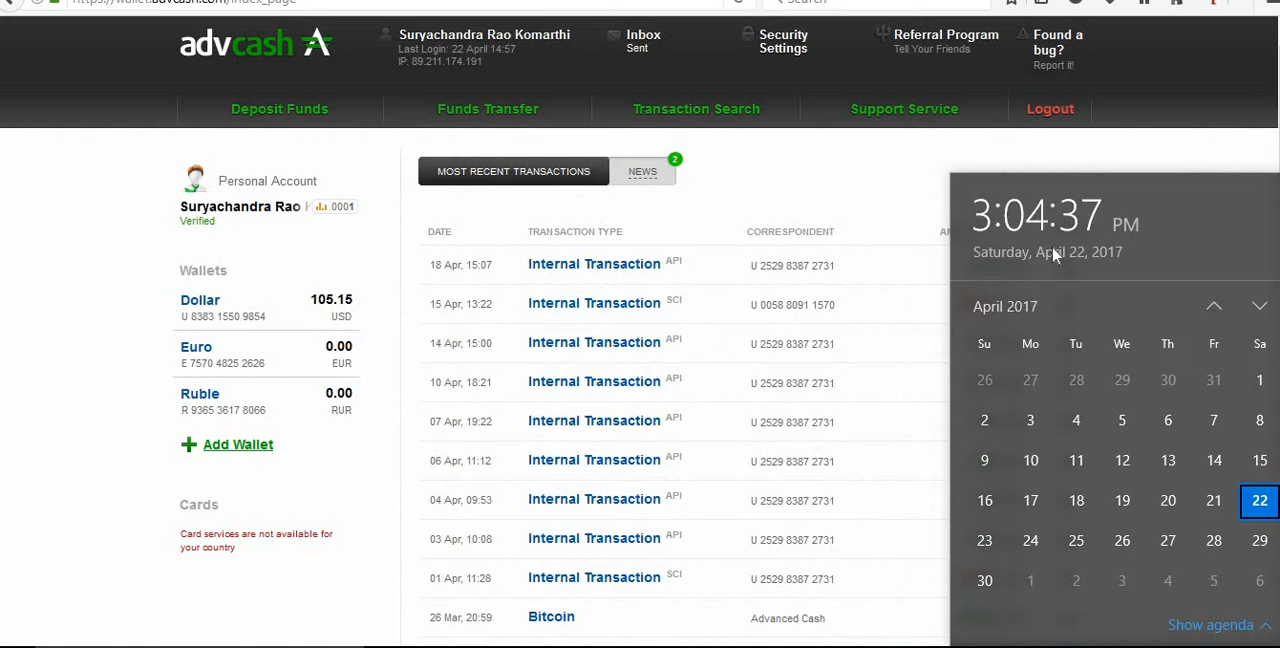 https://wallet.advcash.com/index_page
Search
advcash
Suryachandra Rao Komarthi
Last Login: 22 April 14:57
IP: 89.211.174.191
Inbox
Sent
Security
Settings
Referral Program
Tell Your Friends
Found a
bug?
Report it!
Deposit Funds
Funds Transfer
Transaction Search
Support Service
Logout
Personal Account
Suryachandra Rao
0001
Verified
Wallets
Dollar 105.15
U 8383 1550 9854 USD
Euro 0.00
E 7570 4825 2626 EUR
Ruble 0.00
R 9365 3617 8066 RUR
Add Wallet
Cards
Card services are not available for
your country
MOST RECENT TRANSACTIONS
NEWS
2
DATE TRANSACTION TYPE CORRESPONDENT
18 Apr, 15:07 Internal Transaction API U 2529 8387 2731
15 Apr, 13:22 Internal Transaction SCI U 0058 8091 1570
14 Apr, 15:00 Internal Transaction API U 2529 8387 2731
10 Apr, 18:21 Internal Transaction API U 2529 8387 2731
07 Apr, 19:22 Internal Transaction API U 2529 8387 2731
06 Apr, 11:12 Internal Transaction API U 2529 8387 2731
04 Apr, 09:53 Internal Transaction API U 2529 8387 2731
03 Apr, 10:08 Internal Transaction API U 2529 8387 2731
01 Apr, 11:28 Internal Transaction SCI U 2529 8387 2731
26 Mar, 20:59 Bitcoin Advanced Cash
3:04:37 PM
Saturday, April 22, 2017
April 2017
Su Mo Tu We Th Fr Sa
26 27 28 29 30 31 1
2 3 4 5 6 7 8
9 10 11 12 13 14 15
16 17 18 19 20 21 22
23 24 25 26 27 28 29
30 1 2 3 4 5 6
Show agenda